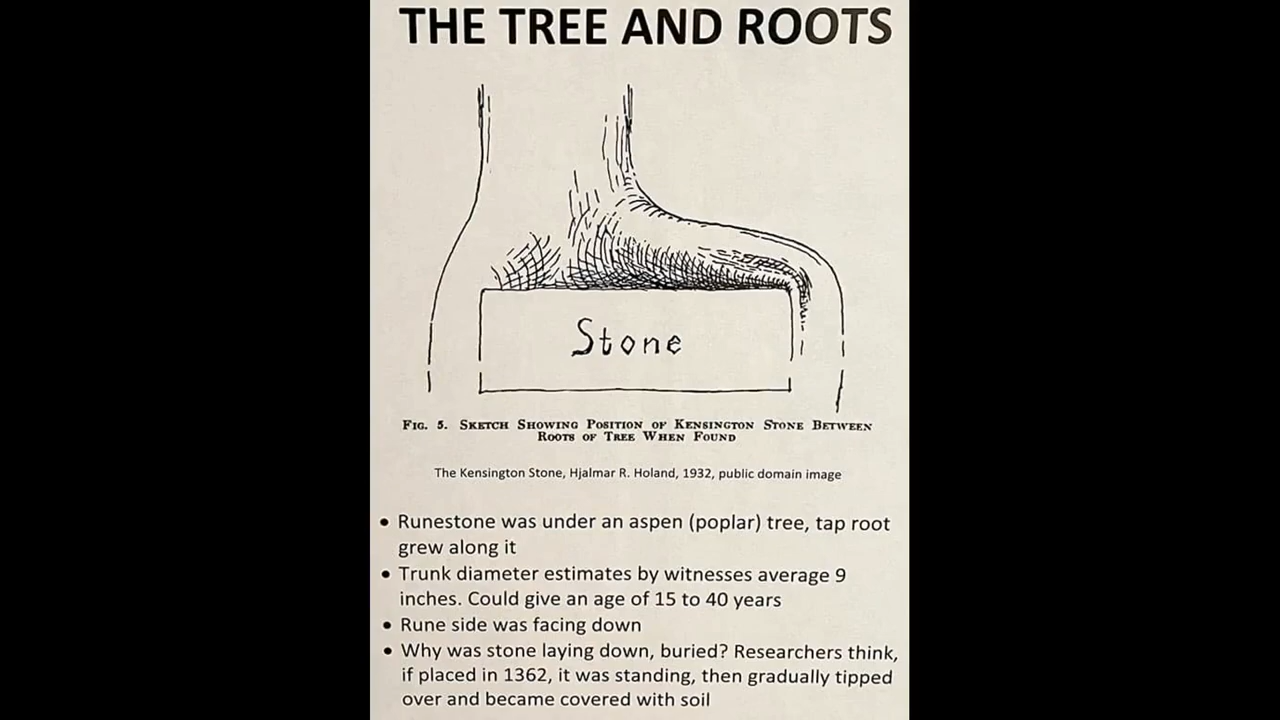 THE TREE AND ROOTS
Stone
FIG. 5. SKETCH SHOWING POSITION OF KENSINGTON STONE BETWEEN
ROOTS OF TREE WHEN FOUND
The Kensington Stone, Hjalmar R. Holand, 1932, public domain image
• Runestone was under an aspen (poplar) tree, tap root
grew along it
• Trunk diameter estimates by witnesses average 9
inches. Could give an age of 15 to 40 years
• Rune side was facing down
• Why was stone laying down, buried? Researchers think,
if placed in 1362, it was standing, then gradually tipped
over and became covered with soil